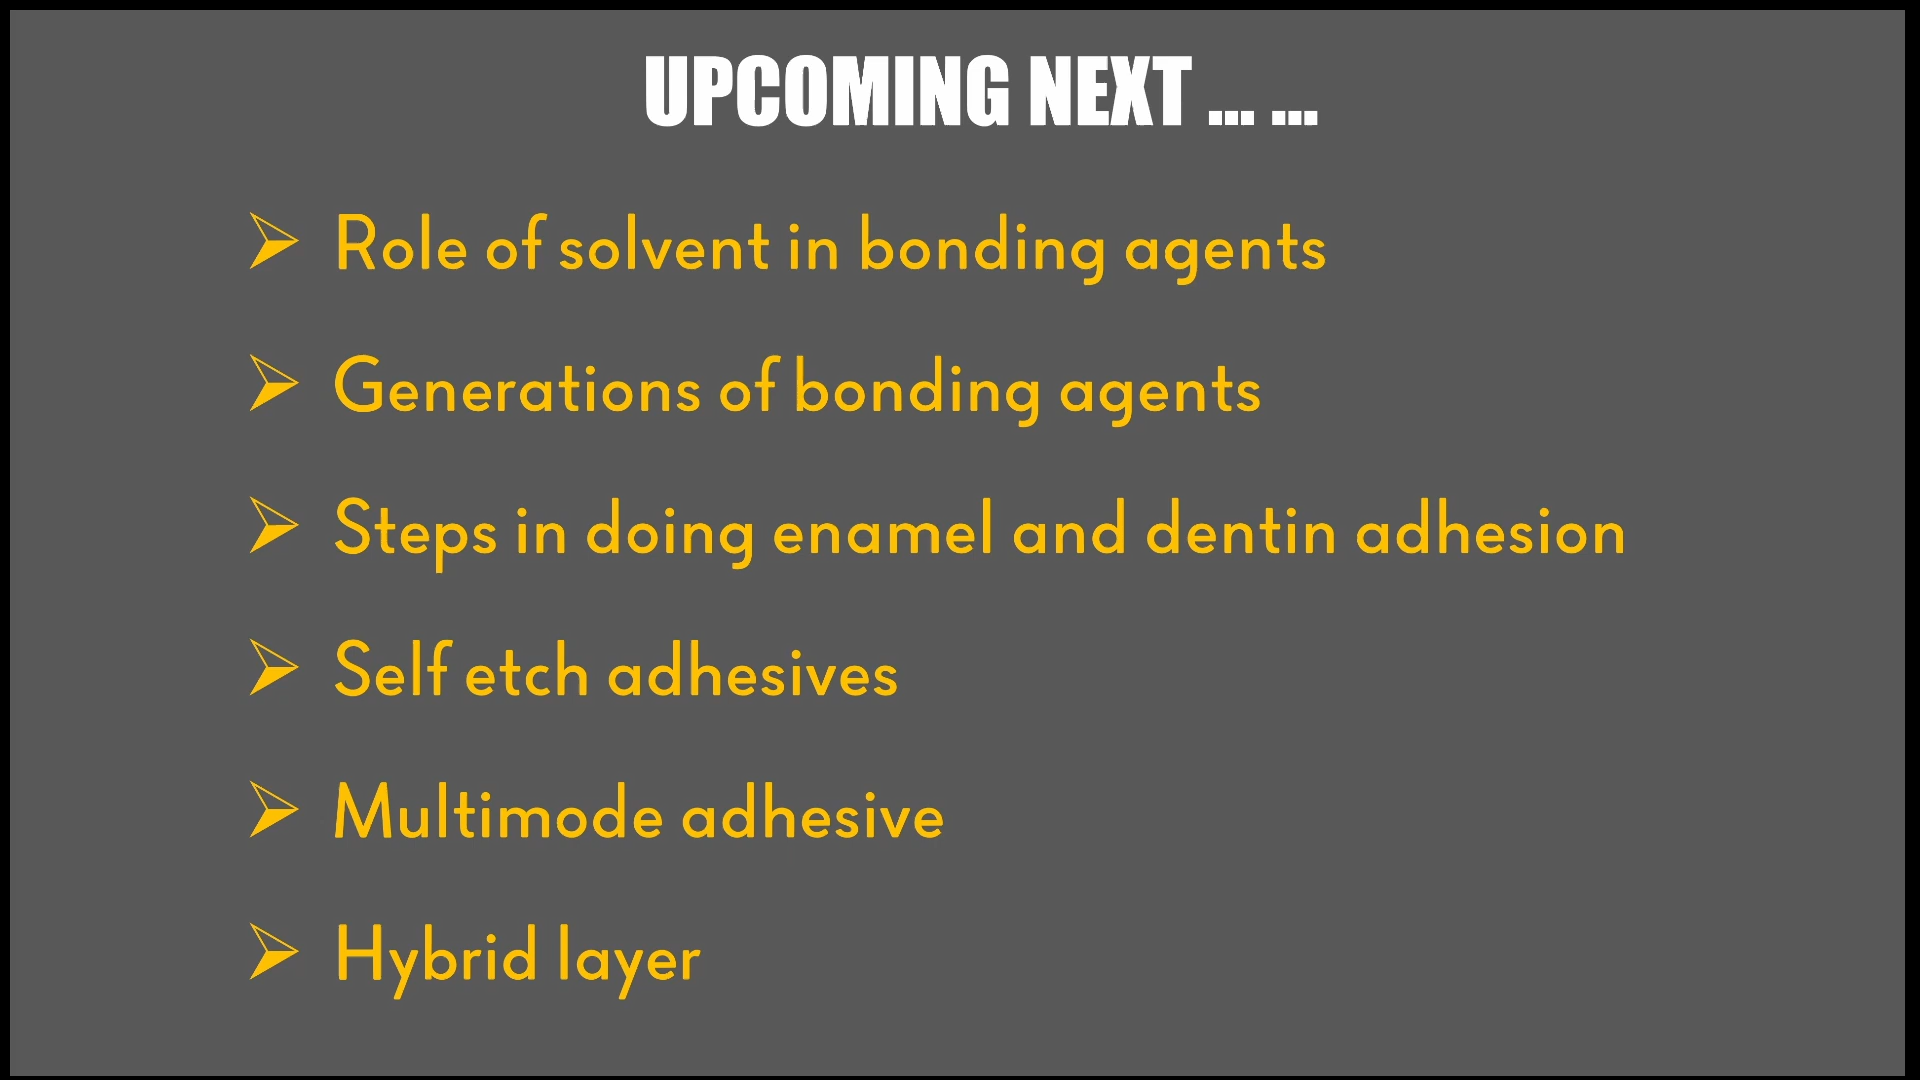 UPCOMING NEXT ... ...
Role of solvent in bonding agents
Generations of bonding agents
Steps in doing enamel and dentin adhesion
Self etch adhesives
Multimode adhesive
Hybrid layer